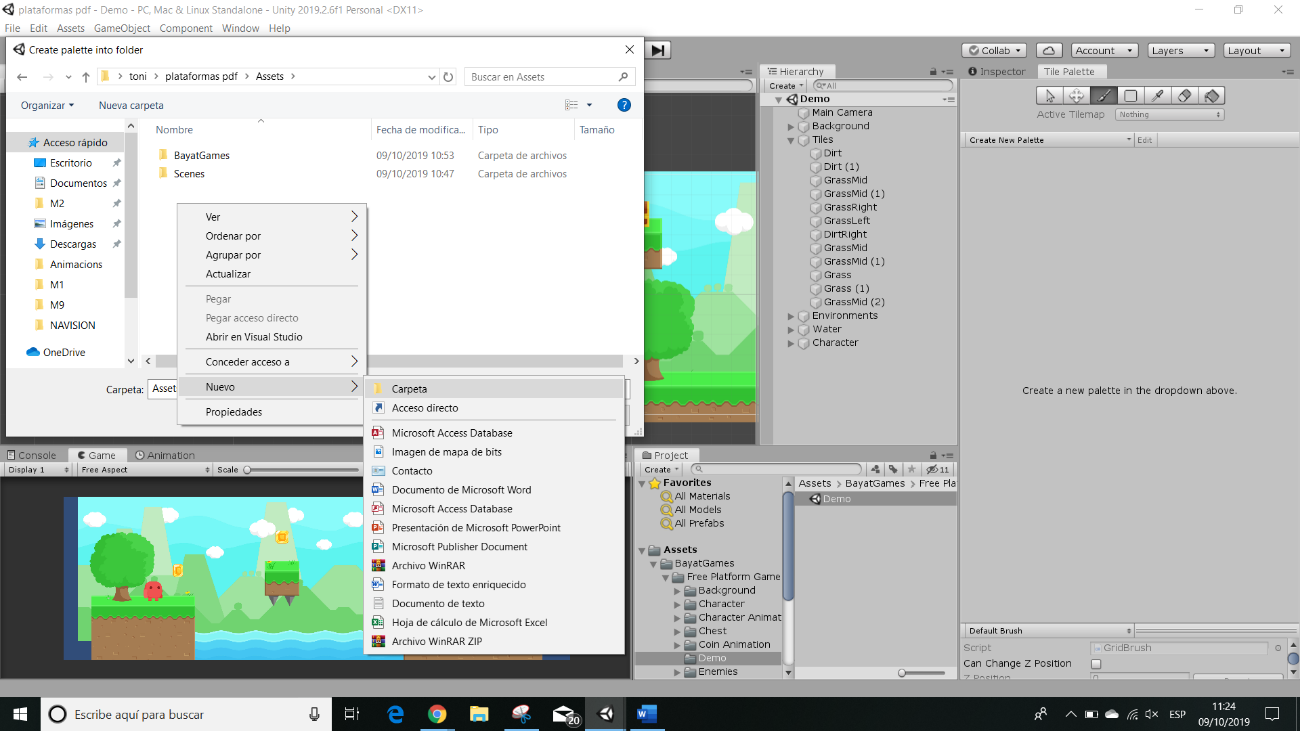 plataformas pdf - Demo - PC, Mac & Linux Standalone - Unity 2019.2.6f1 Personal <DX11>
File Edit Assets GameObject Component Window Help
Create palette into folder
toni > plataformas pdf > Assets >
Buscar en Assets
Organizar
Nueva carpeta
Acceso rápido
Escritorio
Documentos
M2
Imágenes
Descargas
Animacions
M1
M9
NAVISION
OneDrive
Nombre Fecha de modifica... Tipo Tamaño
BayatGames 09/10/2019 10:53 Carpeta de archivos
Scenes 09/10/2019 10:47 Carpeta de archivos
Carpeta: Asset
Ver
Ordenar por
Agrupar por
Actualizar
Pegar
Pegar acceso directo
Abrir en Visual Studio
Conceder acceso a
Nuevo
Propiedades
Carpeta
Acceso directo
Microsoft Access Database
Imagen de mapa de bits
Contacto
Documento de Microsoft Word
Microsoft Access Database
Presentación de Microsoft PowerPoint
Microsoft Publisher Document
Archivo WinRAR
Formato de texto enriquecido
Documento de texto
Hoja de cálculo de Microsoft Excel
Archivo WinRAR ZIP
Collab Account Layers Layout
Hierarchy
Create All
Demo
Main Camera
Background
Tiles
Dirt
Dirt (1)
GrassMid
GrassMid (1)
GrassRight
GrassLeft
DirtRight
GrassMid
GrassMid (1)
Grass
Grass (1)
GrassMid (2)
Environments
Water
Character
Inspector Tile Palette
Active Tilemap Nothing
Create New Palette Edit
Create a new palette in the dropdown above.
Default Brush
Script GridBrush
Can Change Z Position
Z Position
Console Game Animation
Display 1 Free Aspect Scale
Project
Create 11
Favorites
All Materials
All Models
All Prefabs
Assets
BayatGames
Free Platform Game
Background
Character
Character Animat
Chest
Coin Animation
Demo
Enemies
Assets > BayatGames > Free Pla
Demo
Escribe aquí para buscar
20
ESP
11:24
09/10/2019